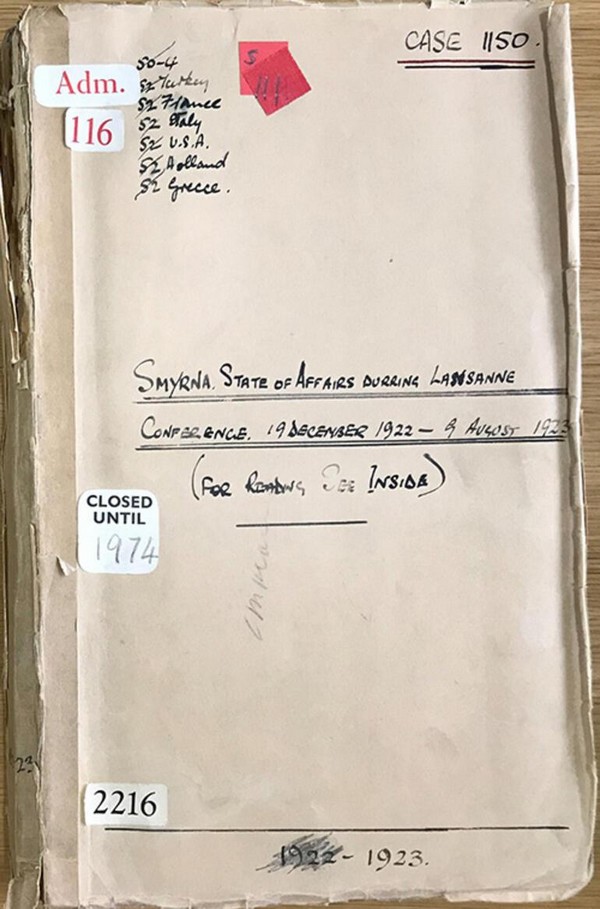 CASE 1150.
50-4
52 Turkey
52 France
52 Italy
52 U.S.A.
52 Holland
52 Greece.
S
Adm.
116
SMYRNA. STATE OF AFFAIRS DURRING LAUSANNE
CONFERENCE. 19 DECEMBER 1922 — 9 AUGUST 1923
(FOR READING SEE INSIDE)
CLOSED
UNTIL
1974
23
2216
1922 - 1923.